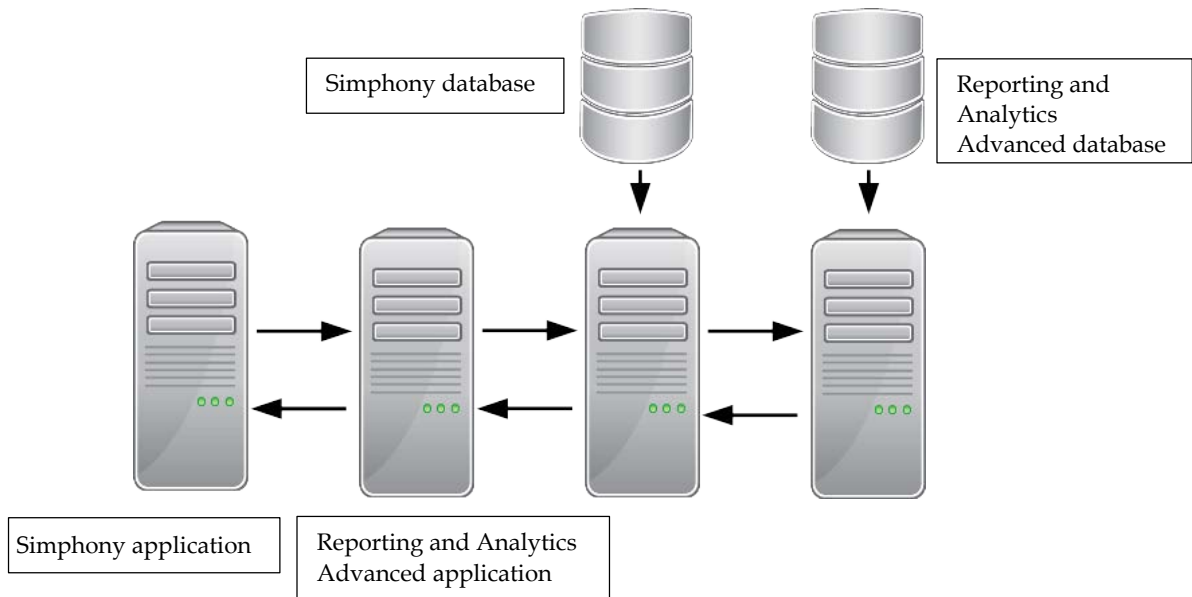 Simphony database
Reporting and
Analytics
Advanced database
Simphony application
Reporting and Analytics
Advanced application